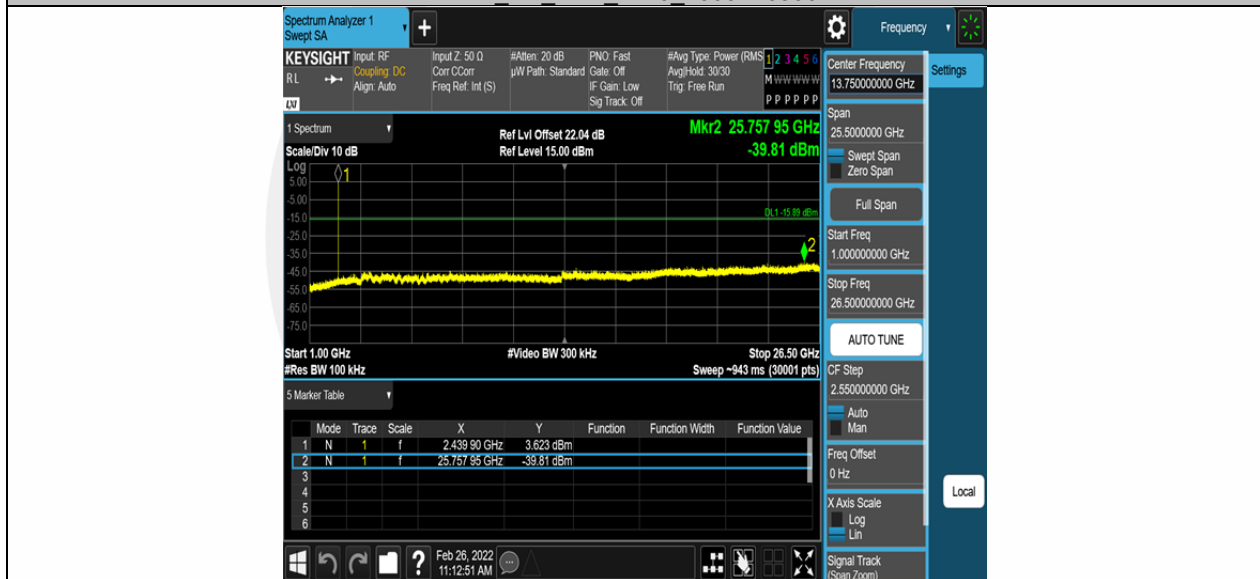 Spectrum Analyzer 1
Swept SA
+
Frequency
KEYSIGHT
Input: RF
Coupling: DC
Align: Auto
Input Z: 50 Ω
Corr CCorr
Freq Ref: Int (S)
#Atten: 20 dB
µW Path: Standard
PNO: Fast
Gate: Off
IF Gain: Low
Sig Track: Off
#Avg Type: Power (RMS
Avg|Hold: 30/30
Trig: Free Run
1 2 3 4 5 6
M W W W W W
P P P P P P
RL
LXI
Center Frequency
13.750000000 GHz
Settings
1 Spectrum
Ref Lvl Offset 22.04 dB
Mkr2 25.757 95 GHz
Scale/Div 10 dB
Ref Level 15.00 dBm
-39.81 dBm
Log
5.00
-5.00
-15.0
-25.0
-35.0
-45.0
-55.0
-65.0
-75.0
1
DL1 -15.89 dBm
2
Span
25.5000000 GHz
Swept Span
Zero Span
Full Span
Start Freq
1.000000000 GHz
Stop Freq
26.500000000 GHz
AUTO TUNE
Start 1.00 GHz
#Video BW 300 kHz
Stop 26.50 GHz
#Res BW 100 kHz
Sweep ~943 ms (30001 pts)
CF Step
2.550000000 GHz
Auto
Man
5 Marker Table
Mode Trace Scale X Y Function Function Width Function Value
1 N 1 f 2.439 90 GHz 3.623 dBm
2 N 1 f 25.757 95 GHz -39.81 dBm
3
4
5
6
Freq Offset
0 Hz
Local
X Axis Scale
Log
Lin
Signal Track
(Span Zoom)
?
Feb 26, 2022
11:12:51 AM